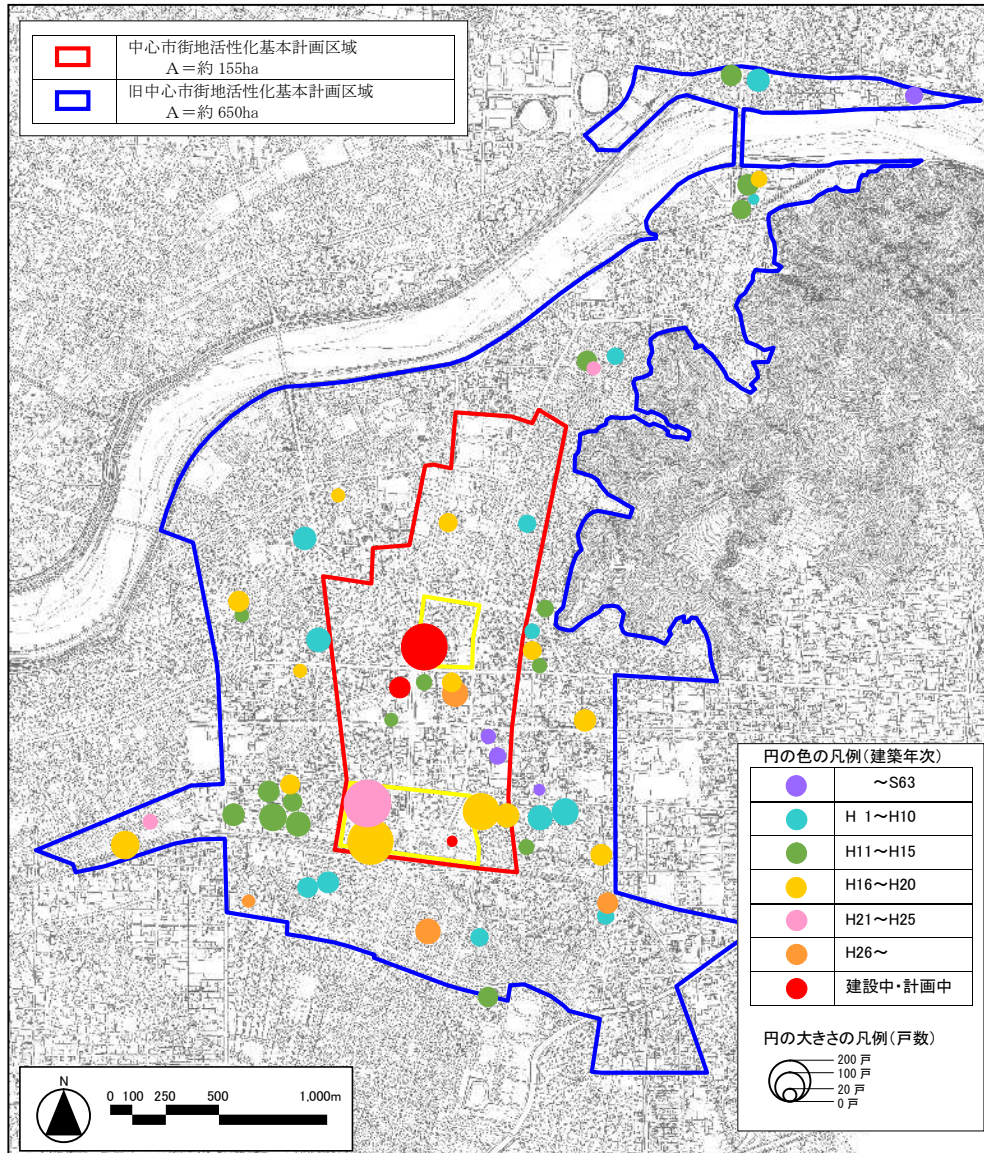 中心市街地活性化基本計画区域
A＝約 155ha
旧中心市街地活性化基本計画区域
A＝約 650ha
円の色の凡例(建築年次)
～S63
H 1～H10
H11～H15
H16～H20
H21～H25
H26～
建設中・計画中
円の大きさの凡例(戸数)
200 戸
100 戸
20 戸
0 戸
N
0 100 250 500 1,000m